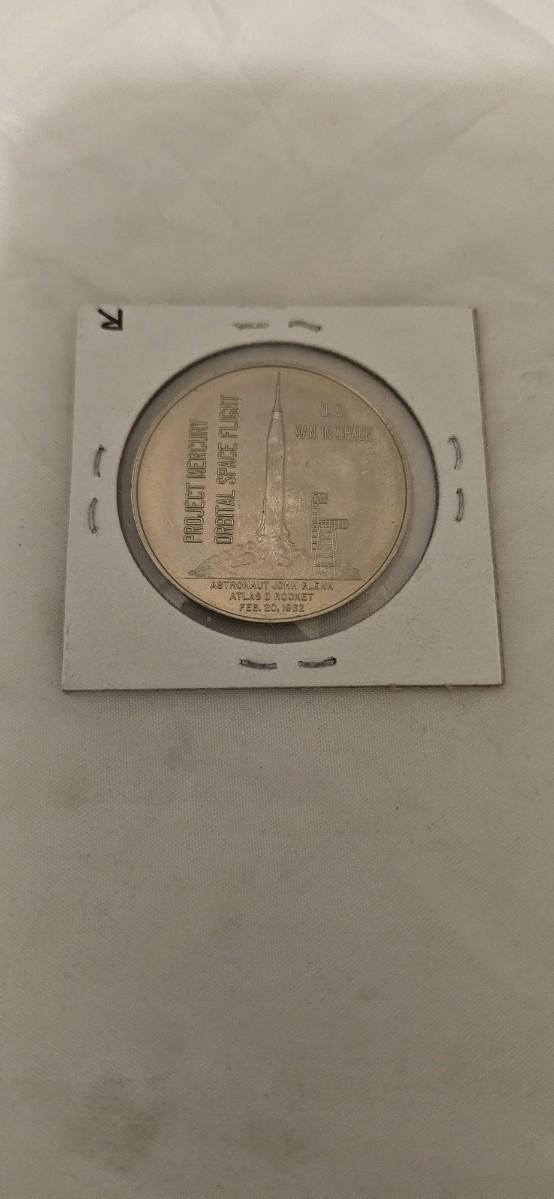 PROJECT MERCURY
ORBITAL SPACE FLIGHT
U.S.
MAN IN SPACE
ASTRONAUT JOHN GLENN
ATLAS D ROCKET
FEB. 20, 1962